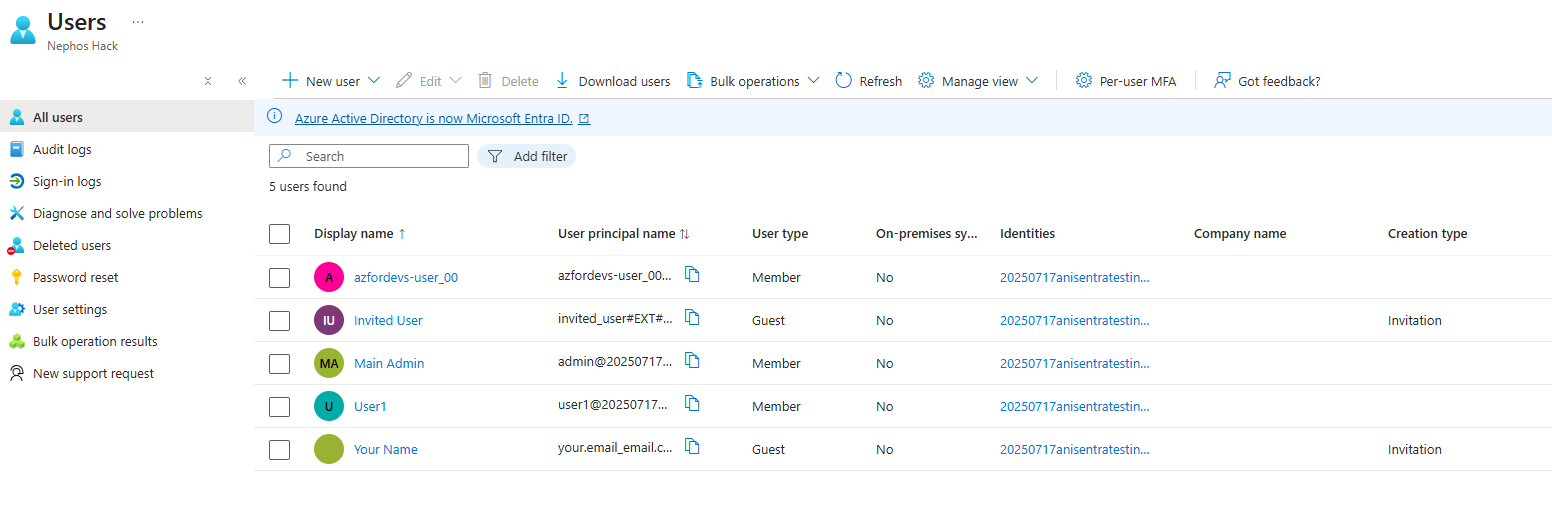 Users ...
Nephos Hack
New user
Edit
Delete
Download users
Bulk operations
Refresh
Manage view
Per-user MFA
Got feedback?
All users
Audit logs
Sign-in logs
Diagnose and solve problems
Deleted users
Password reset
User settings
Bulk operation results
New support request
Azure Active Directory is now Microsoft Entra ID.
Search
Add filter
5 users found
Display name ↑ User principal name ↑↓ User type On-premises sy... Identities Company name Creation type
A azfordevs-user_00 azfordevs-user_00... Member No 20250717anisentratestin...
IU Invited User invited_user#EXT#... Guest No 20250717anisentratestin... Invitation
MA Main Admin admin@20250717... Member No 20250717anisentratestin...
U User1 user1@20250717... Member No 20250717anisentratestin...
Your Name your.email_email.c... Guest No 20250717anisentratestin... Invitation